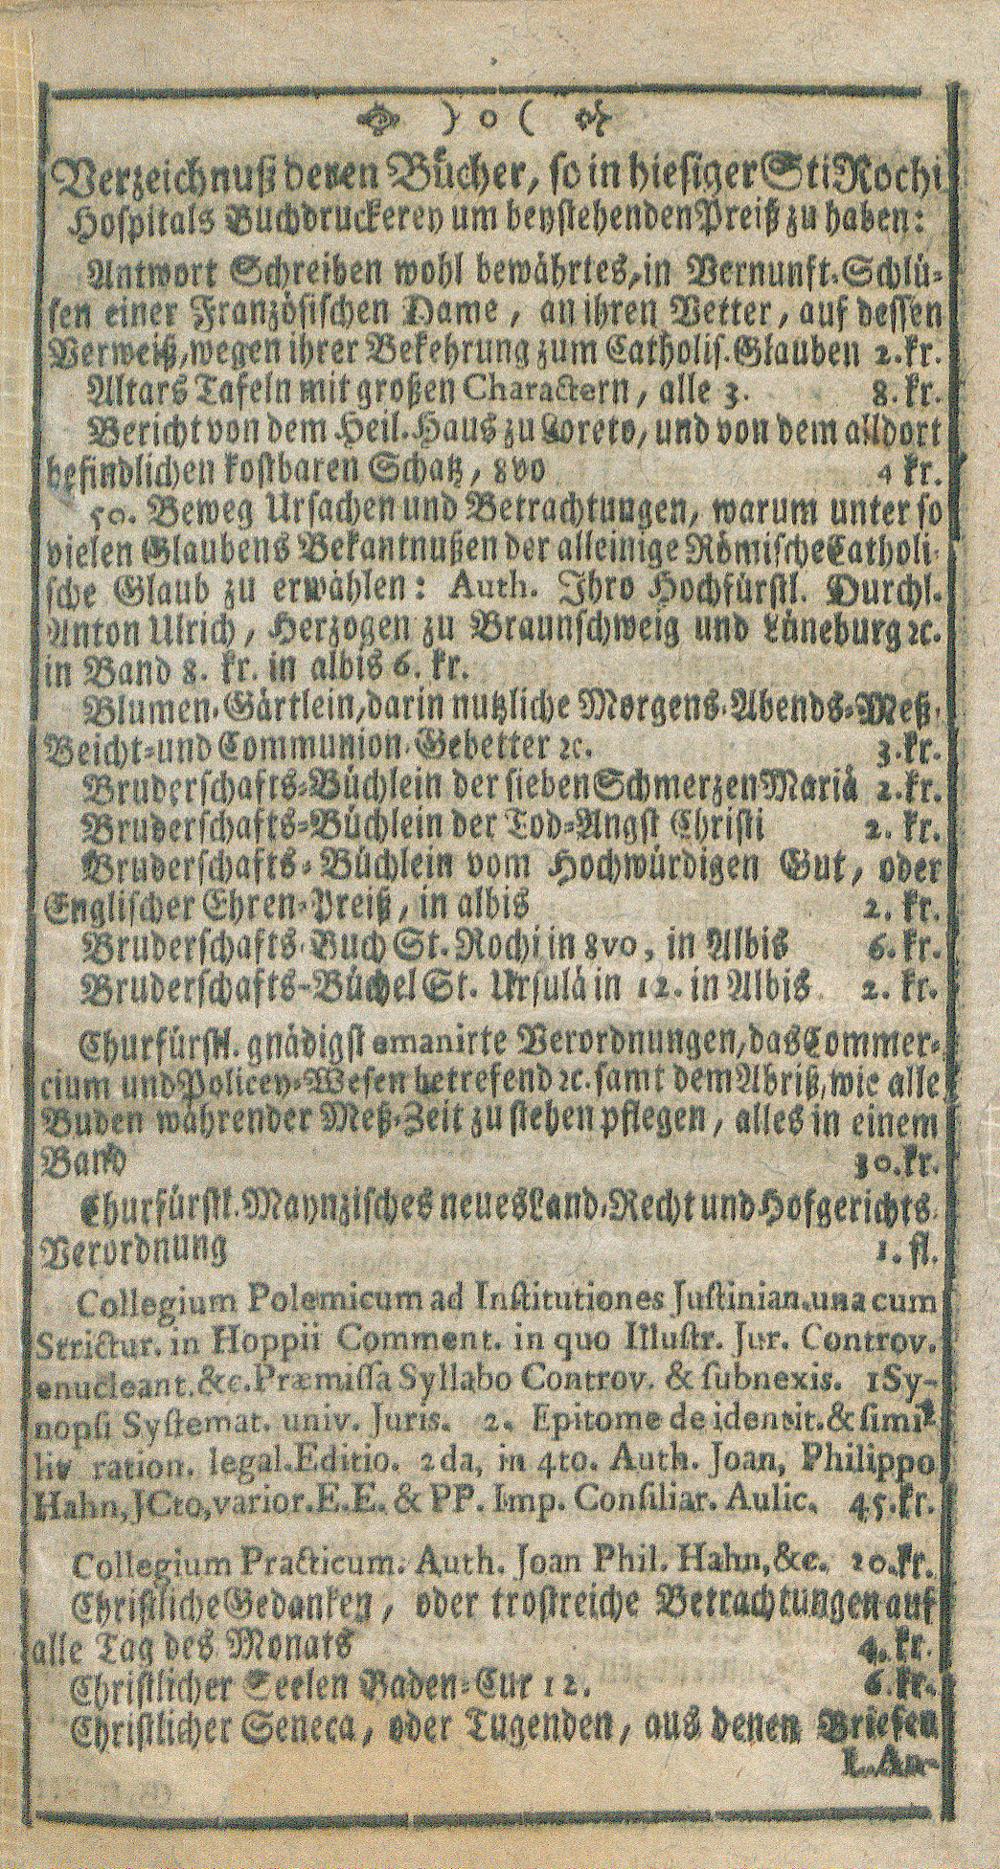 ) o (
Verzeichnuß deren Bücher, so in hiesiger Sti Rochi
Hospitals Buchdruckerey um beystehenden Preiß zu haben:
Antwort Schreiben wohl bewährtes, in Vernunft-Schlü-
sen einer Französischen Dame, an ihren Vetter, auf dessen
Verweiß, wegen ihrer Bekehrung zum Catholis. Glauben 2. kr.
Altars Tafeln mit großen Charactern, alle 3. 8. kr.
Bericht von dem Heil. Haus zu Loreto, und von dem alldort
befindlichen kostbaren Schatz, 8vo 4 kr.
50. Beweg Ursachen und Betrachtungen, warum unter so
vielen Glaubens Bekantnußen der alleinige Römische Catholi-
sche Glaub zu erwählen: Auth. Ihro Hochfürstl. Durchl.
Anton Ulrich, Herzogen zu Braunschweig und Lüneburg ꝛc.
in Band 8. kr. in albis 6. kr.
Blumen-Gärtlein, darin nutzliche Morgens-Abends-Meß-
Beicht-und Communion-Gebetter ꝛc. 3. kr.
Bruderschafts-Büchlein der sieben Schmerzen Mariä 2. kr.
Bruderschafts-Büchlein der Tod-Angst Christi 2. kr.
Bruderschafts-Büchlein vom Hochwürdigen Gut, oder
Englischer Ehren-Preiß, in albis 2. kr.
Bruderschafts-Buch St. Rochi in 8vo, in Albis 6. kr.
Bruderschafts-Büchel St. Ursulä in 12. in Albis 2. kr.
Churfürstl. gnädigst emanirte Verordnungen, das Commer-
cium und Policey-Wesen betrefend ꝛc. samt dem Abriß, wie alle
Buden währender Meß-Zeit zu stehen pflegen, alles in einem
Band 30. kr.
Churfürstl. Maynzisches neues Land-Recht und Hofgerichts-
Verordnung 1. fl.
Collegium Polemicum ad Institutiones Justinian. una cum
Strictur. in Hoppii Comment. in quo Illustr. Jur. Controv.
enucleant. &c. Præmissa Syllabo Controv. & subnexis. 1 Sy-
nopsi Systemat. univ. Juris. 2. Epitome de identit. & simi-
liv ration. legal. Editio. 2da, in 4to. Auth. Joan, Philippo
Hahn, JCto, varior. E. E. & PP. Imp. Consiliar. Aulic. 45. kr.
Collegium Practicum. Auth. Joan Phil. Hahn, &c. 20. kr.
Christliche Gedanken, oder trostreiche Betrachtungen auf
alle Tag des Monats 4. kr.
Christlicher Seelen Baden-Cur 12. 6. kr.
Christlicher Seneca, oder Tugenden, aus denen Briefen
L. An-